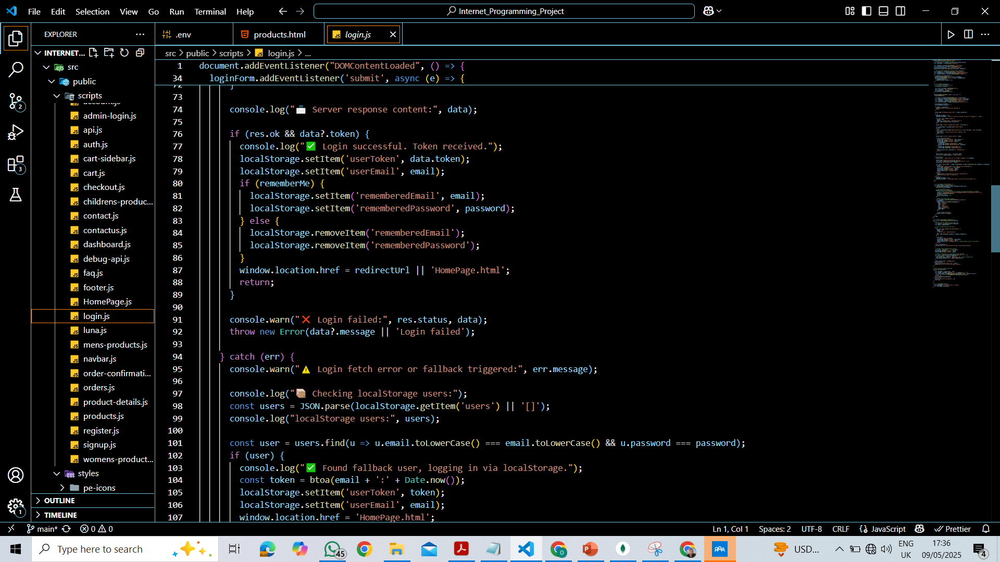 File Edit Selection View Go Run Terminal Help
Internet_Programming_Project
EXPLORER
.env
products.html
login.js
INTERNET...
src > public > scripts > login.js > ...
src
public
scripts
admin-login.js
api.js
auth.js
cart-sidebar.js
cart.js
checkout.js
childrens-produc...
contact.js
contactus.js
dashboard.js
debug-api.js
faq.js
footer.js
HomePage.js
login.js
luna.js
mens-products.js
navbar.js
order-confirmati...
orders.js
product-details.js
products.js
register.js
signup.js
womens-product...
styles
pe-icons
OUTLINE
TIMELINE
2
3
1
1 document.addEventListener("DOMContentLoaded", () => {
34 loginForm.addEventListener('submit', async (e) => {
73
74 console.log("📨 Server response content:", data);
75
76 if (res.ok && data?.token) {
77 console.log("✅ Login successful. Token received.");
78 localStorage.setItem('userToken', data.token);
79 localStorage.setItem('userEmail', email);
80 if (rememberMe) {
81 localStorage.setItem('rememberedEmail', email);
82 localStorage.setItem('rememberedPassword', password);
83 } else {
84 localStorage.removeItem('rememberedEmail');
85 localStorage.removeItem('rememberedPassword');
86 }
87 window.location.href = redirectUrl || 'HomePage.html';
88 return;
89 }
90
91 console.warn("❌ Login failed:", res.status, data);
92 throw new Error(data?.message || 'Login failed');
93
94 } catch (err) {
95 console.warn("⚠️ Login fetch error or fallback triggered:", err.message);
96
97 console.log("📦 Checking localStorage users:");
98 const users = JSON.parse(localStorage.getItem('users') || '[]');
99 console.log("localStorage users:", users);
100
101 const user = users.find(u => u.email.toLowerCase() === email.toLowerCase() && u.password === password);
102 if (user) {
103 console.log("✅ Found fallback user, logging in via localStorage.");
104 const token = btoa(email + ':' + Date.now());
105 localStorage.setItem('userToken', token);
106 localStorage.setItem('userEmail', email);
107 window.location.href = 'HomePage.html';
main* 0 0
Ln 1, Col 1 Spaces: 2 UTF-8 CRLF JavaScript Prettier
Type here to search
45
USD...
ENG
UK
17:36
09/05/2025
4